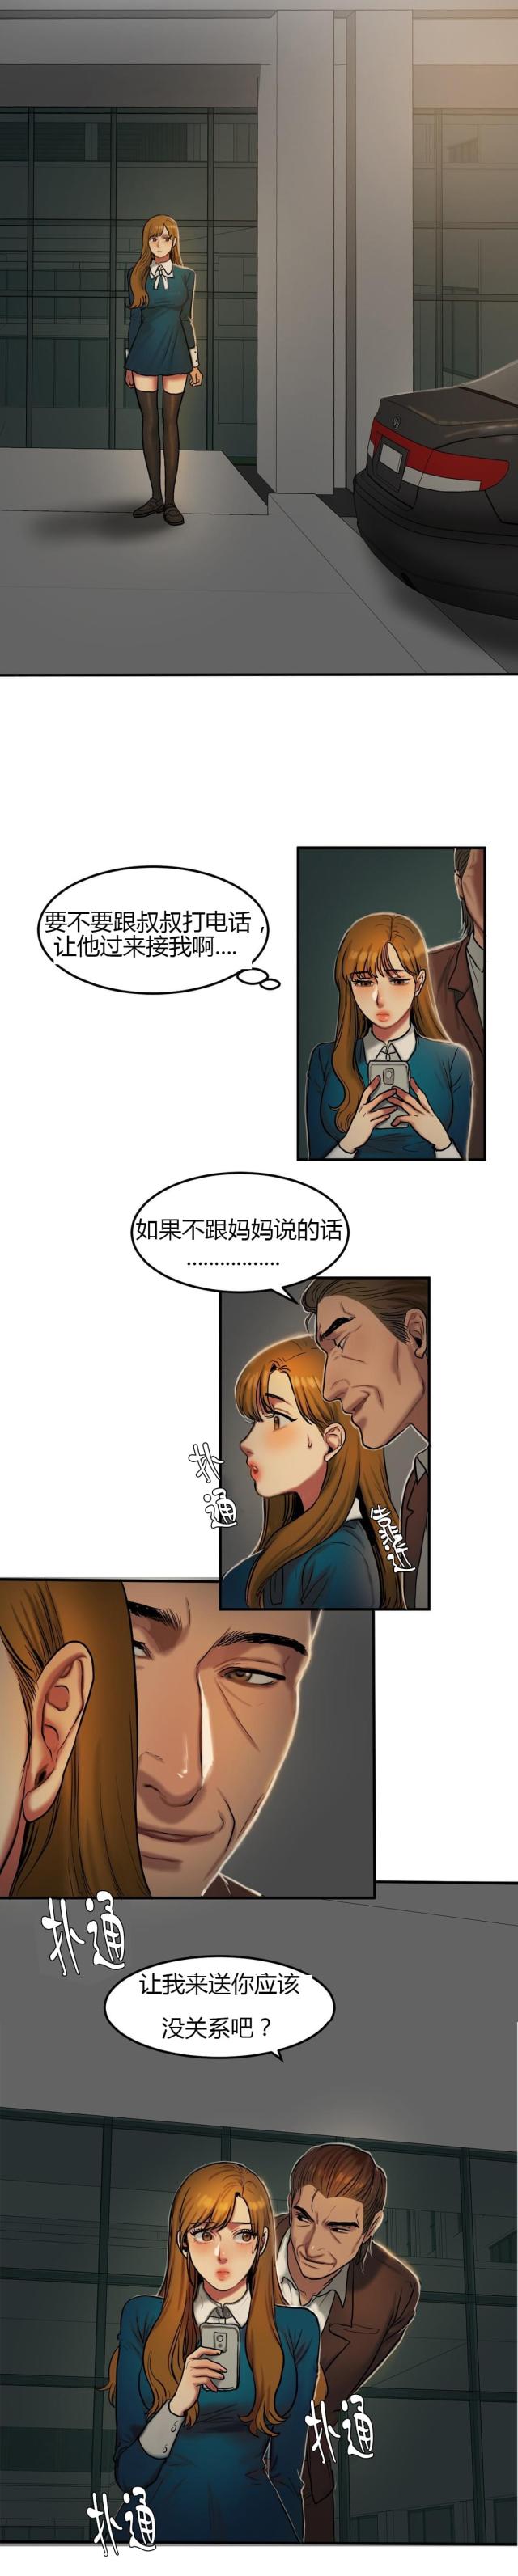 要不要跟叔叔打电话，
让他过来接我啊....
如果不跟妈妈说的话
.................
扑通
扑通
让我来送你应该
没关系吧？
扑通
扑通